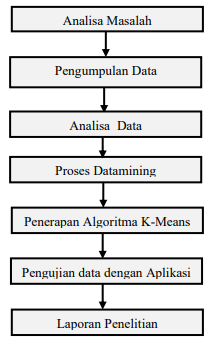 Analisa Masalah
Pengumpulan Data
Analisa Data
Proses Datamining
Penerapan Algoritma K-Means
Pengujian data dengan Aplikasi
Laporan Penelitian